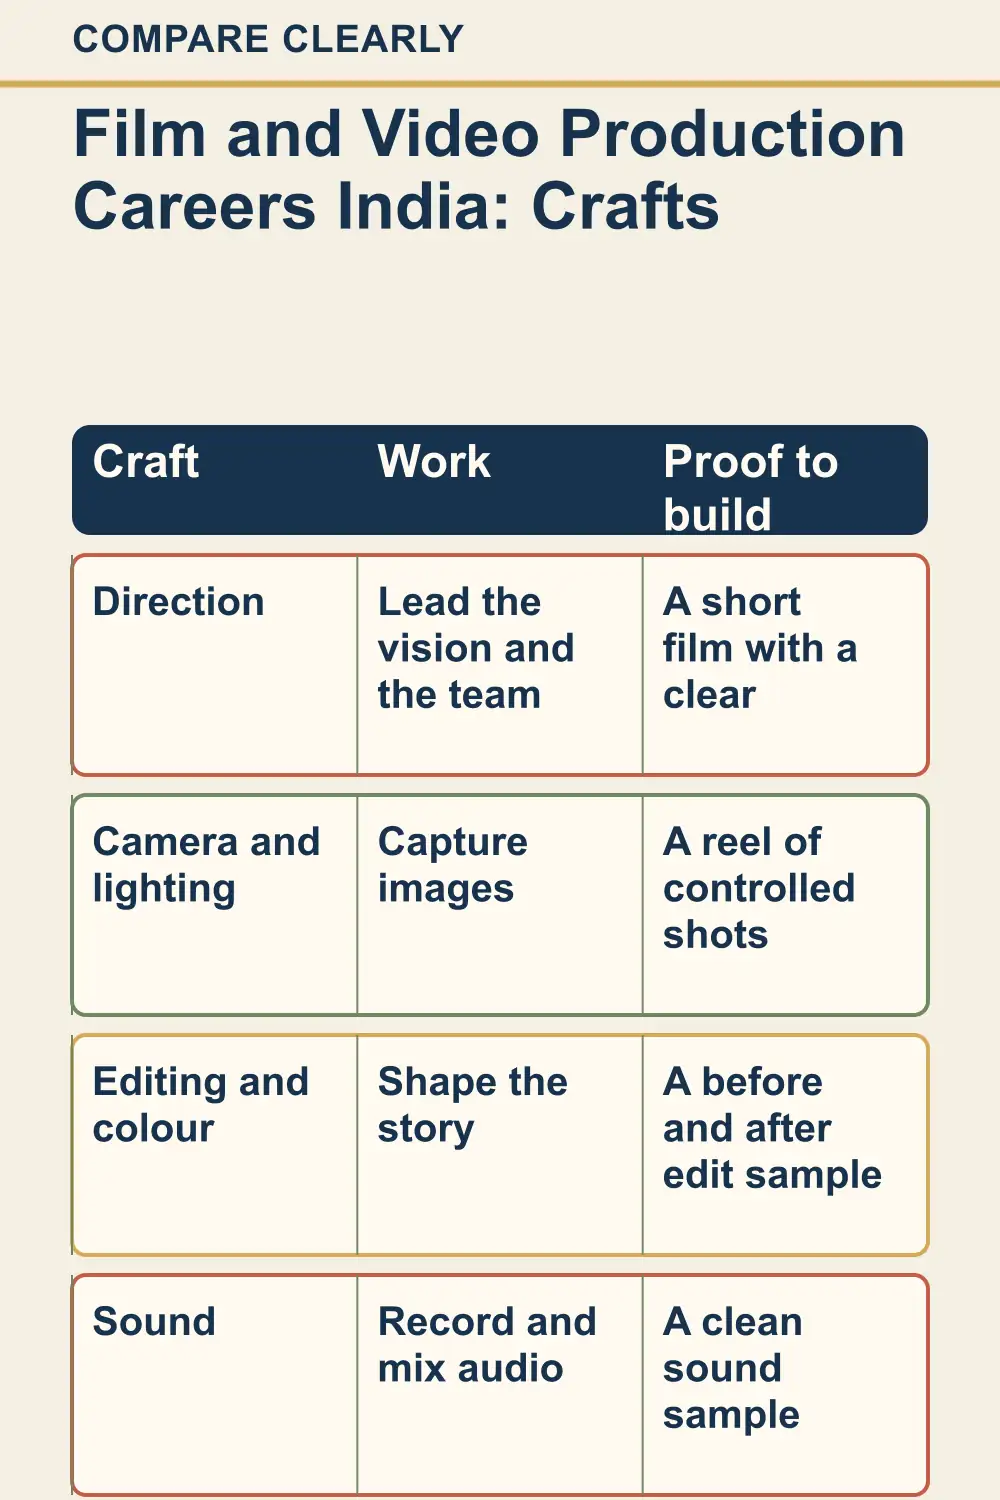 COMPARE CLEARLY
Film and Video Production
Careers India: Crafts
Craft
Work
Proof to
build
Direction
Lead the
vision and
the team
A short
film with a
clear
Camera and
lighting
Capture
images
A reel of
controlled
shots
Editing and
colour
Shape the
story
A before
and after
edit sample
Sound
Record and
mix audio
A clean
sound
sample